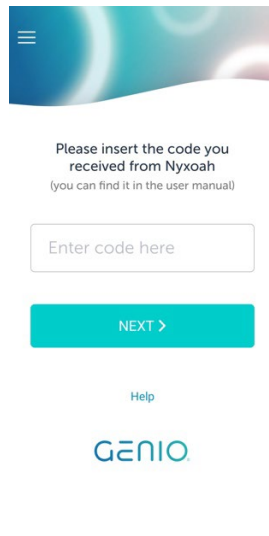 Please insert the code you
received from Nyxoah
(you can find it in the user manual)
Enter code here
NEXT
Help
GENIO